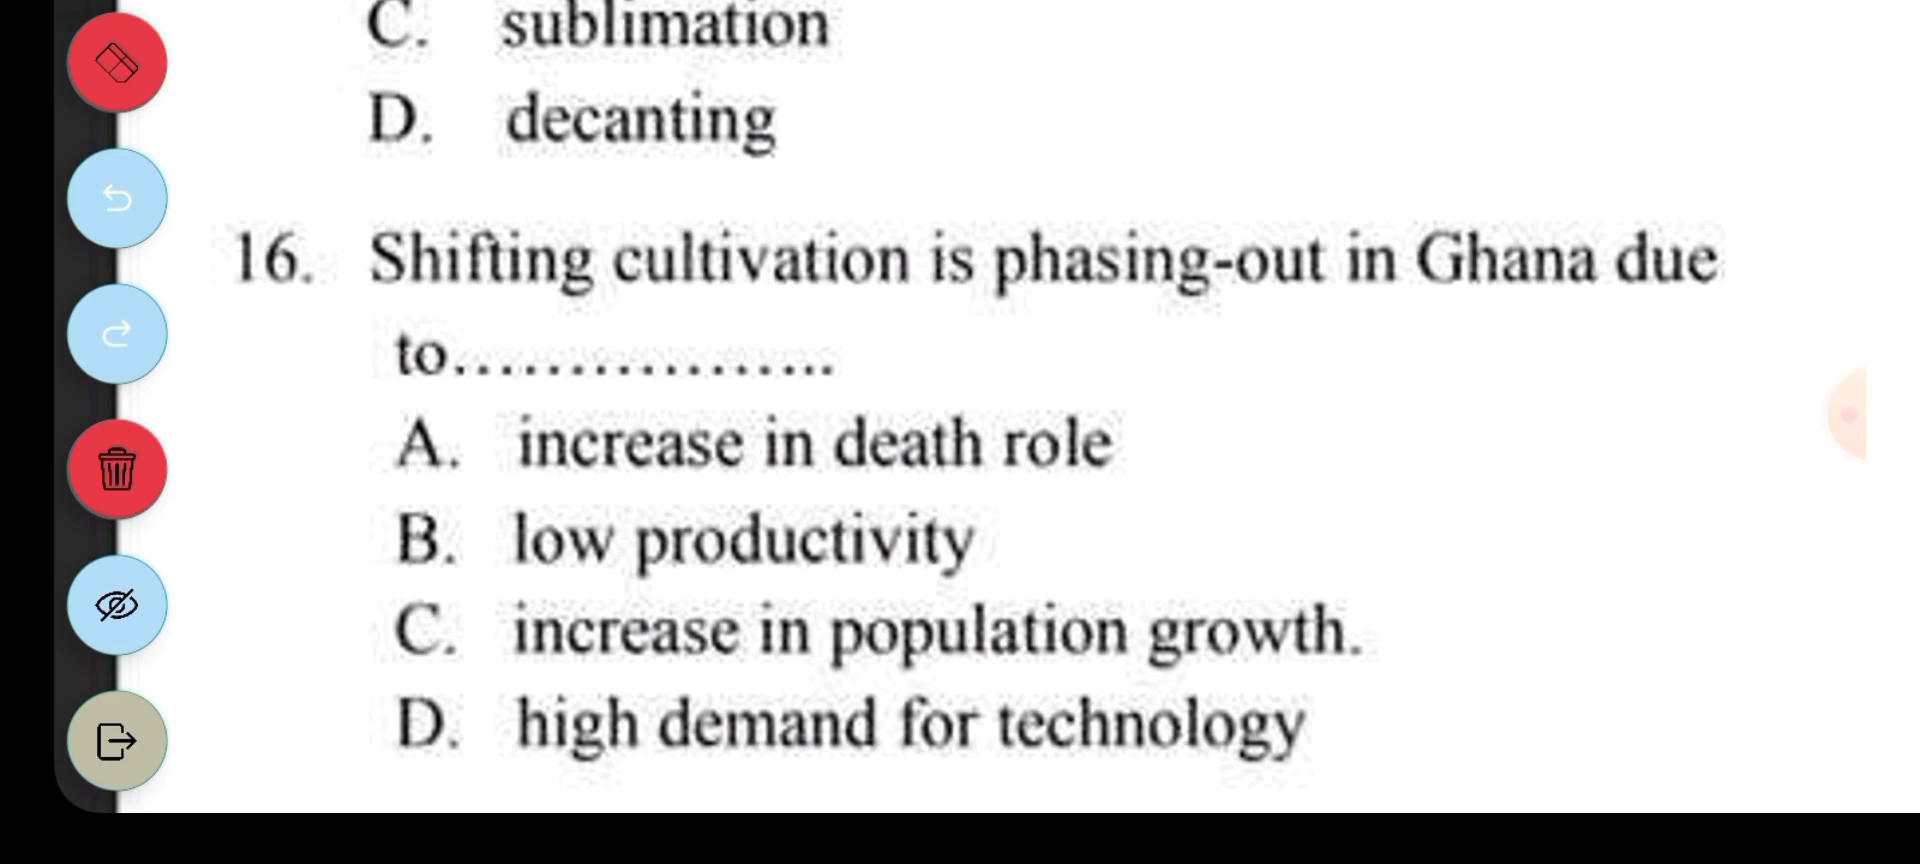 C. sublimation
D. decanting
16. Shifting cultivation is phasing-out in Ghana due
to.................
A. increase in death role
B. low productivity
C. increase in population growth.
D. high demand for technology